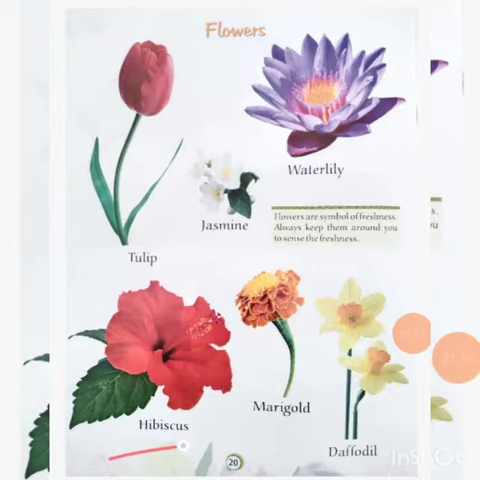 Flowers
Waterlily
Jasmine
Flowers are symbol of freshness.
Always keep them around you
to sense the freshness.
s.
u
Tulip
Marigold
Hibiscus
Daffodil
20
InShOt